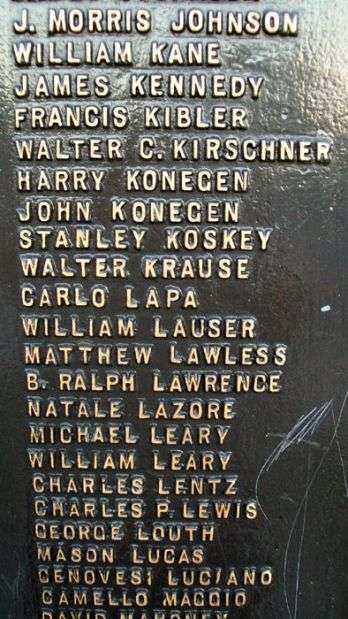 J. MORRIS JOHNSON
WILLIAM KANE
JAMES KENNEDY
FRANCIS KIBLER
WALTER C. KIRSCHNER
HARRY KONEGEN
JOHN KONEGEN
STANLEY KOSKEY
WALTER KRAUSE
CARLO LAPA
WILLIAM LAUSER
MATTHEW LAWLESS
B. RALPH LAWRENCE
NATALE LAZORE
MICHAEL LEARY
WILLIAM LEARY
CHARLES LENTZ
CHARLES P. LEWIS
GEORGE LOUTH
MASON LUCAS
GENOVESI LUCIANO
CAMELLO MAGGIO
DAVID MAHONEY